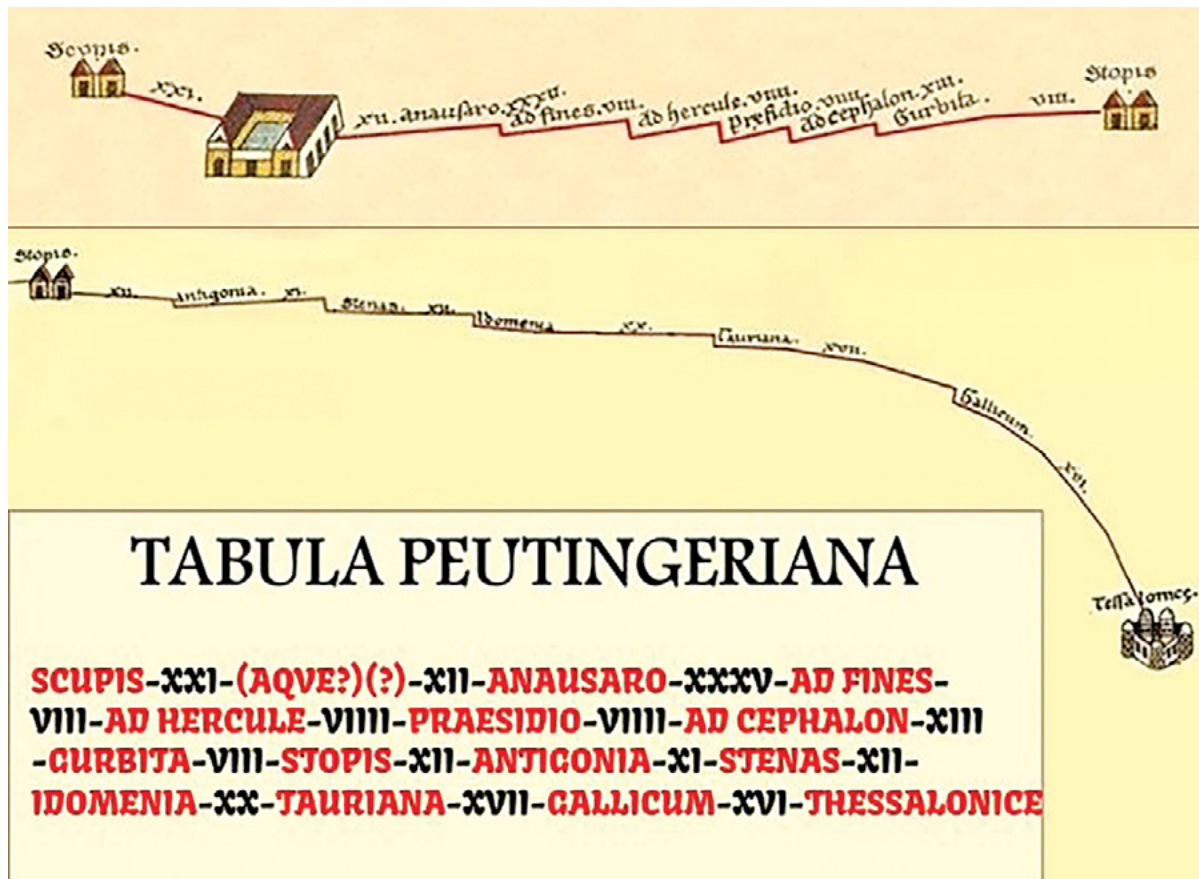 Scopis.
xxi.
xii. anausaro. xxxii.
ad fines. viii.
ad hercule. viiii.
Presidio. viiii.
ad cephalon. xiii.
Gurbita. viii.
Stopis
Stopis.
xii. antigonia. xi.
Stenas. xii.
Idomenia xx.
Tauriana. xvii.
Gallicum. xvi.
TABULA PEUTINGERIANA
SCUPIS-XXI-(AQVE?)(?)-XII-ANAUSARO-XXXV-AD FINES-
VIII-AD HERCULE-VIIII-PRAESIDIO-VIIII-AD CEPHALON-XIII
-GURBITA-VIII-STOPIS-XII-ANTIGONIA-XI-STENAS-XII-
IDOMENIA-XX-TAURIANA-XVII-GALLICUM-XVI-THESSALONICE